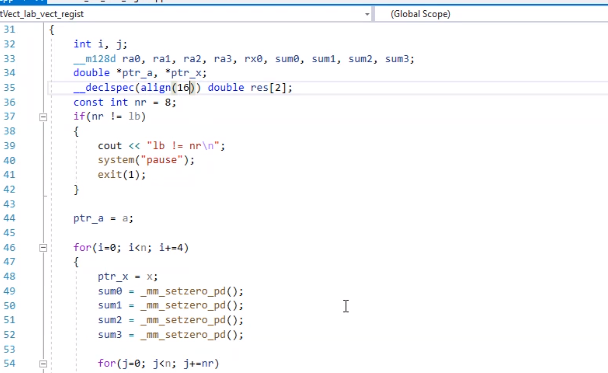 tVect_lab_vect_regist
(Global Scope)
31 {
32 int i, j;
33 __m128d ra0, ra1, ra2, ra3, rx0, sum0, sum1, sum2, sum3;
34 double *ptr_a, *ptr_x;
35 __declspec(align(16)) double res[2];
36 const int nr = 8;
37 if(nr != lb)
38 {
39 cout << "lb != nr\n";
40 system("pause");
41 exit(1);
42 }
43
44 ptr_a = a;
45
46 for(i=0; i<n; i+=4)
47 {
48 ptr_x = x;
49 sum0 = _mm_setzero_pd();
50 sum1 = _mm_setzero_pd();
51 sum2 = _mm_setzero_pd();
52 sum3 = _mm_setzero_pd();
53
54 for(j=0; j<n; j+=nr)